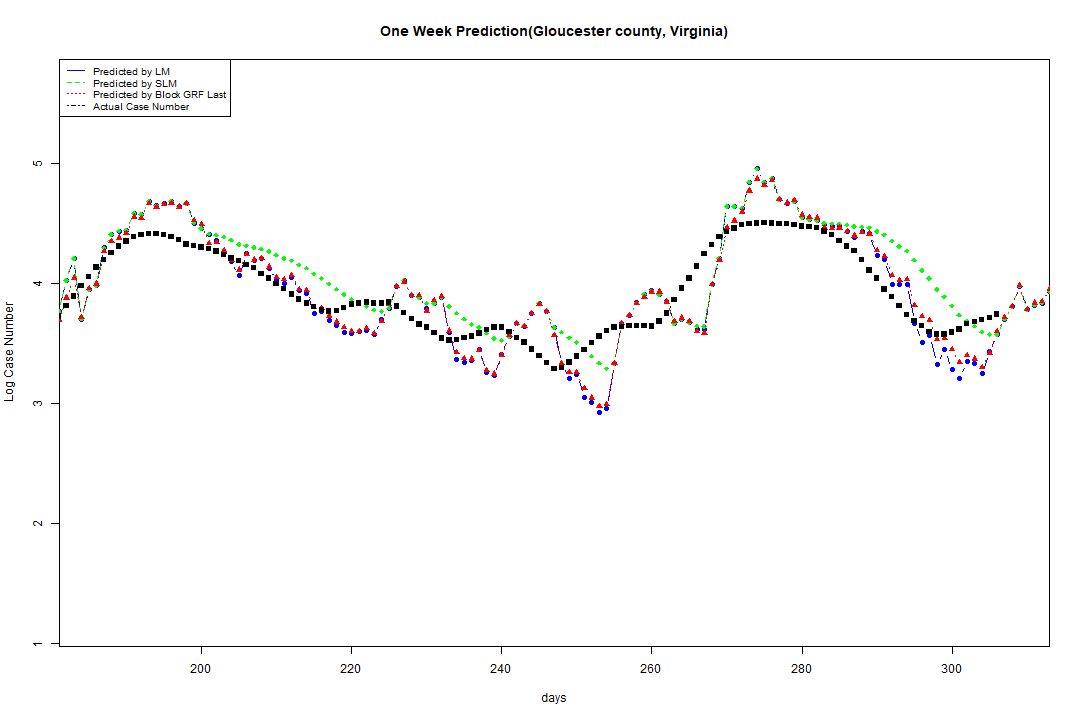 One Week Prediction(Gloucester county, Virginia)
Predicted by LM
Predicted by SLM
Predicted by Block GRF Last
Actual Case Number
5
4
3
2
1
Log Case Number
200 220 240 260 280 300
days